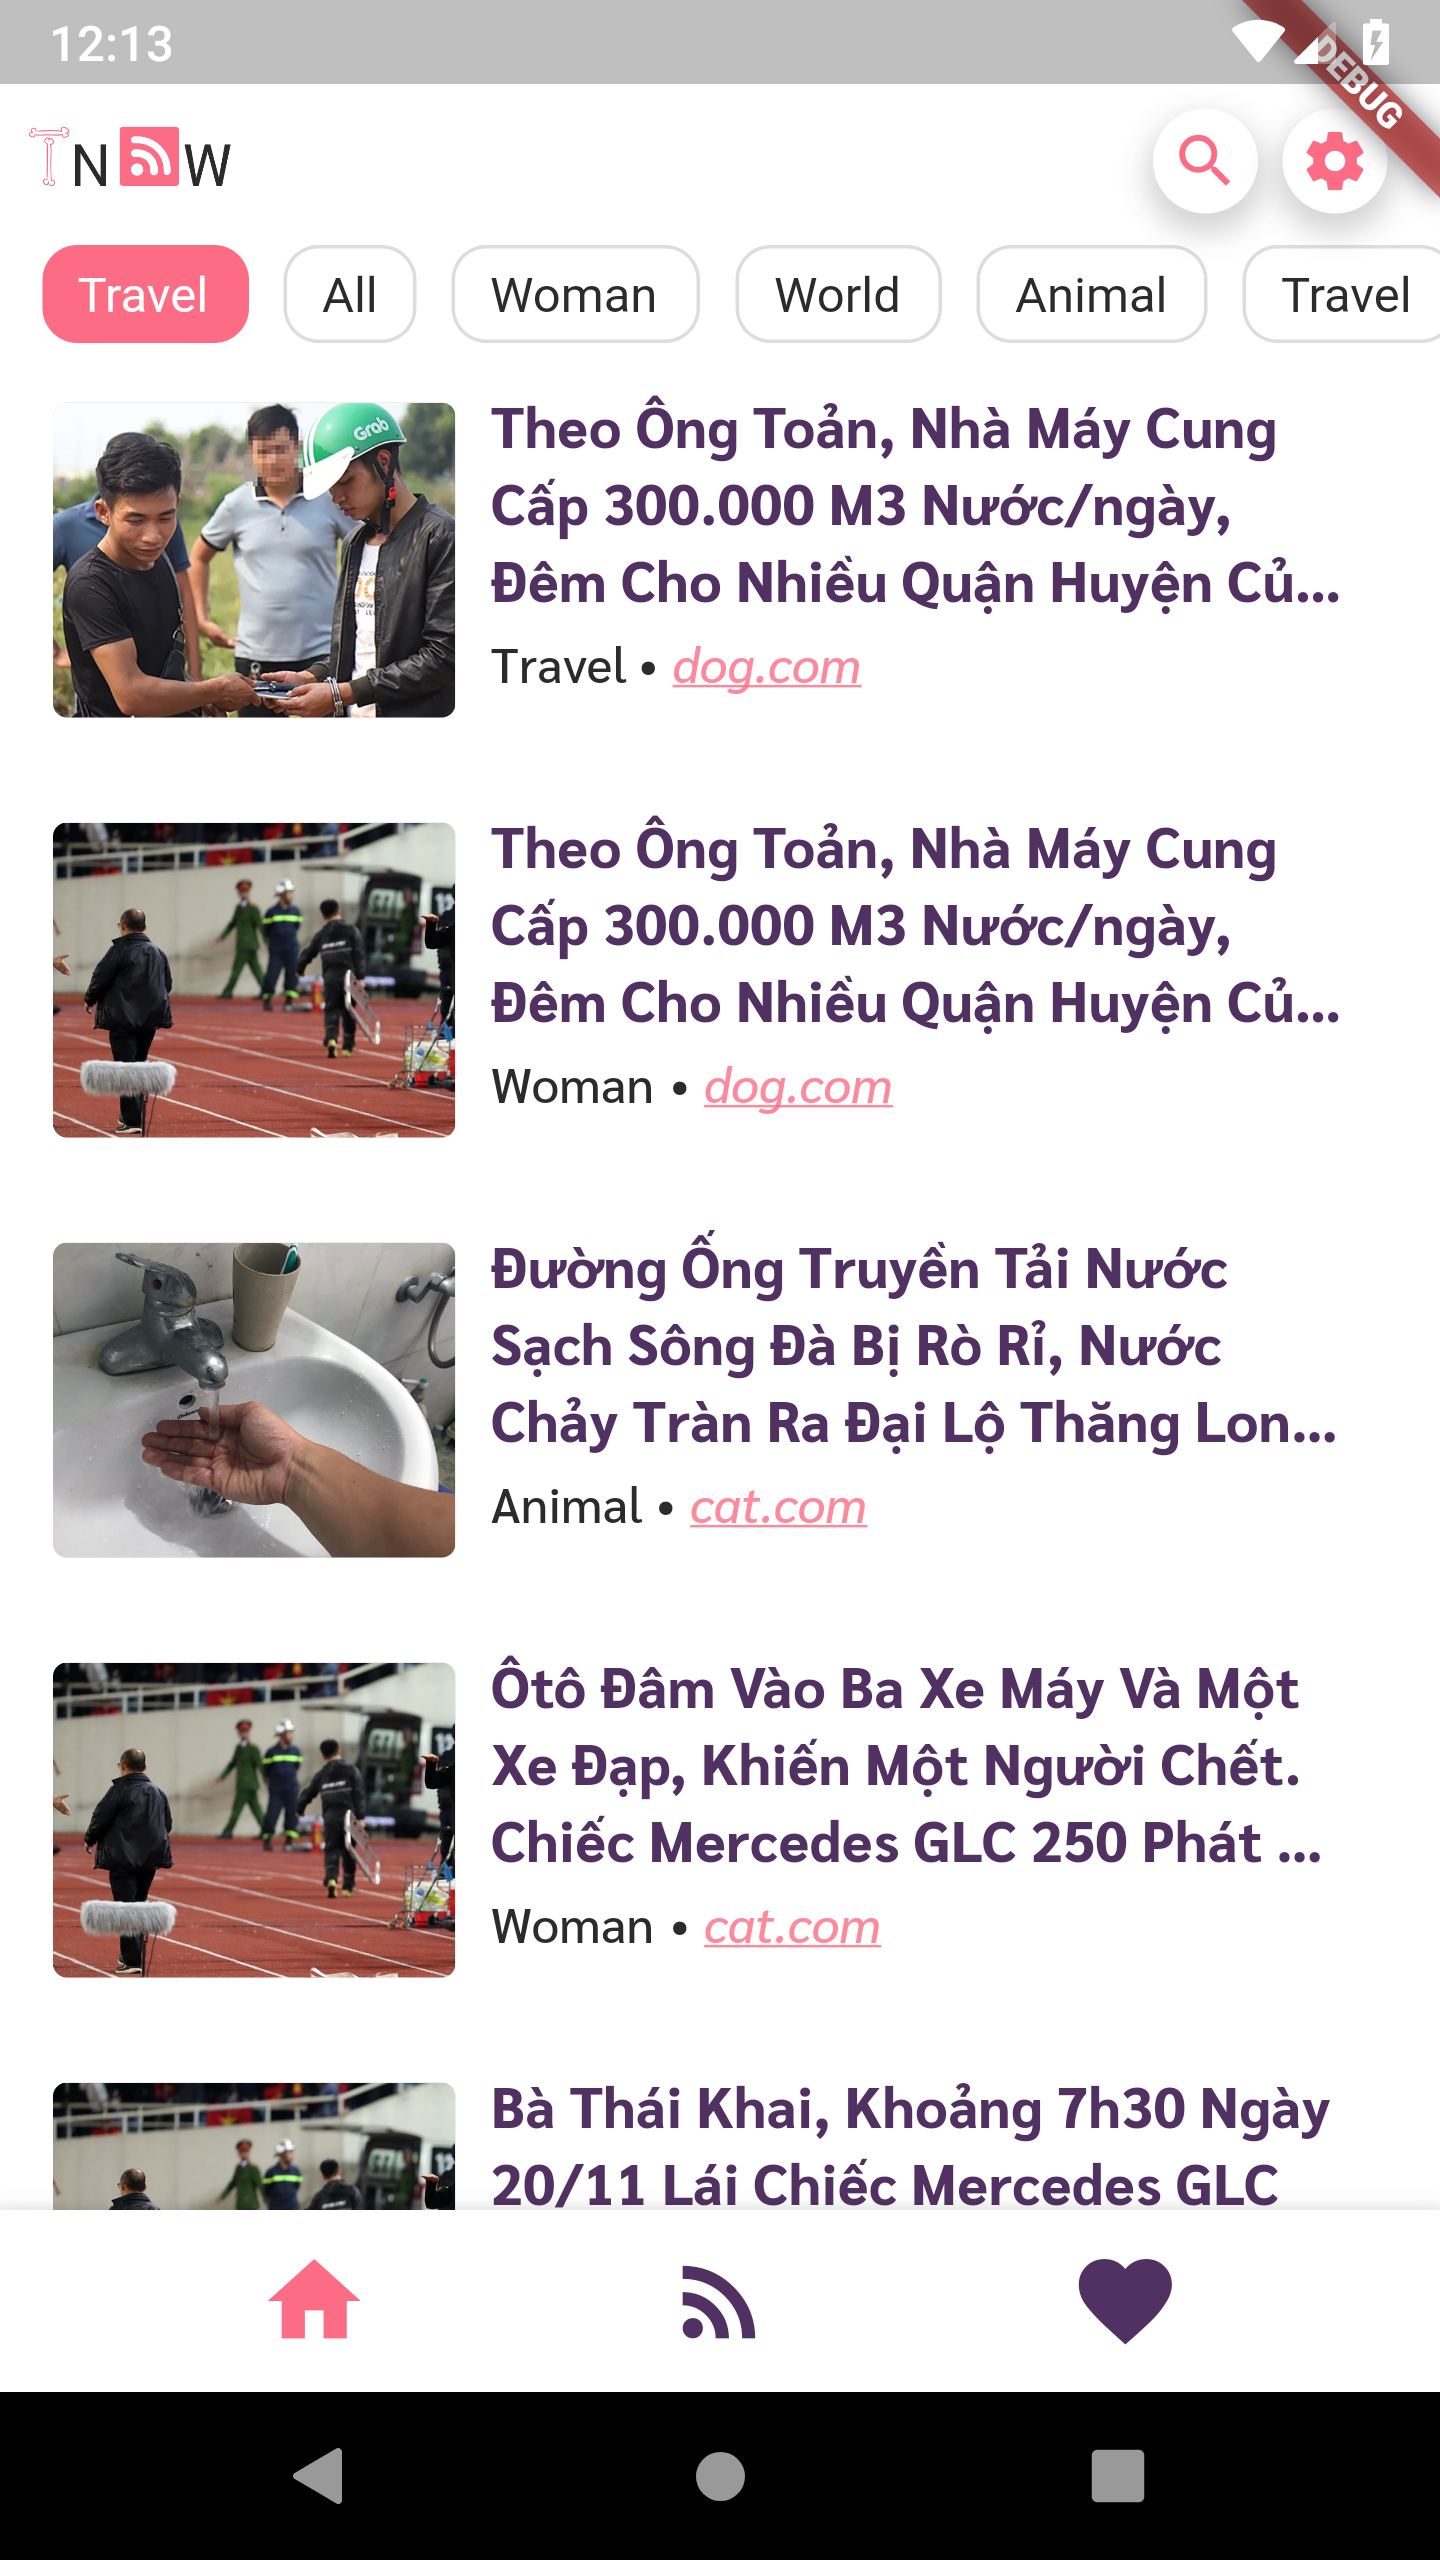 12:13
DEBUG
TN W
Travel
All
Woman
World
Animal
Travel
Grab
Theo Ông Toản, Nhà Máy Cung
Cấp 300.000 M3 Nước/ngày,
Đêm Cho Nhiều Quận Huyện Củ...
Travel • dog.com
Theo Ông Toản, Nhà Máy Cung
Cấp 300.000 M3 Nước/ngày,
Đêm Cho Nhiều Quận Huyện Củ...
Woman • dog.com
Đường Ống Truyền Tải Nước
Sạch Sông Đà Bị Rò Rỉ, Nước
Chảy Tràn Ra Đại Lộ Thăng Lon...
Animal • cat.com
Ôtô Đâm Vào Ba Xe Máy Và Một
Xe Đạp, Khiến Một Người Chết.
Chiếc Mercedes GLC 250 Phát ...
Woman • cat.com
Bà Thái Khai, Khoảng 7h30 Ngày
20/11 Lái Chiếc Mercedes GLC